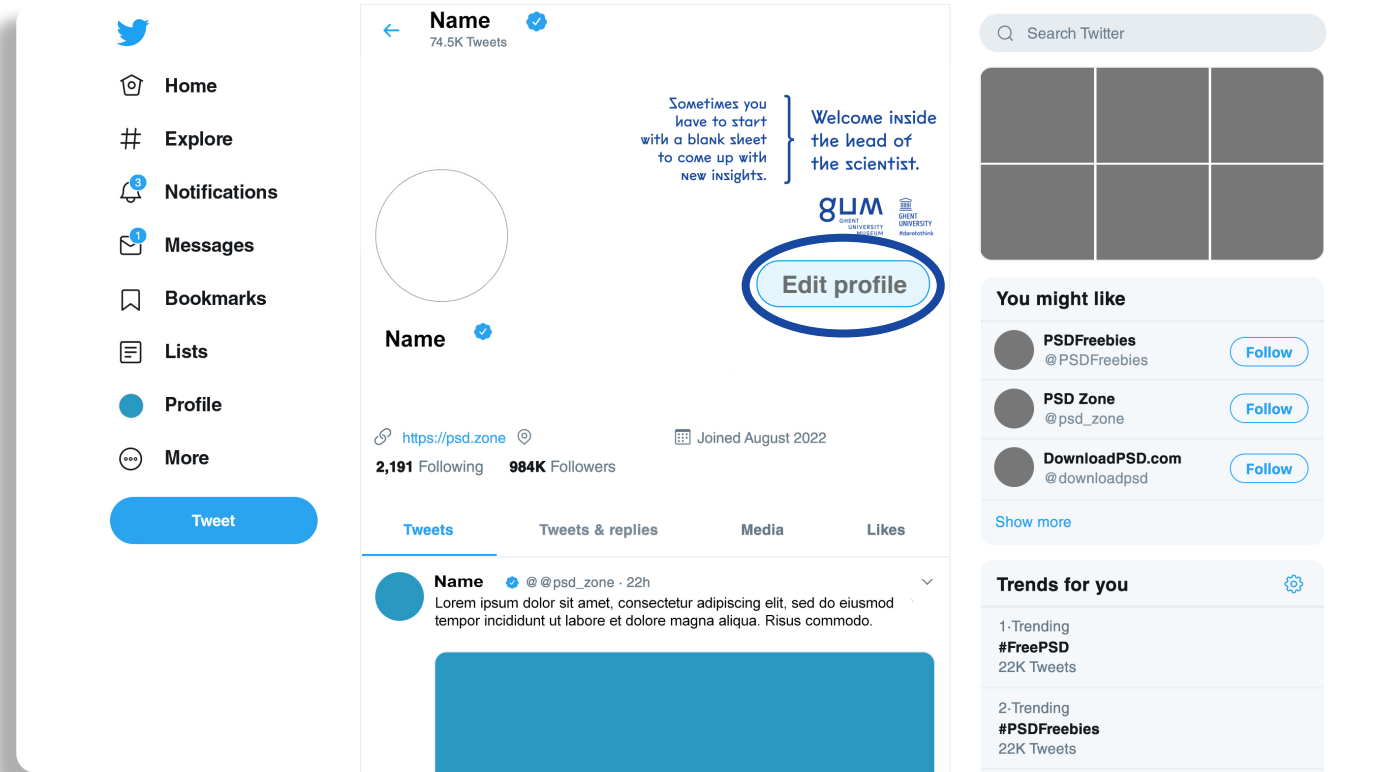 Home
Explore
3
Notifications
1
Messages
Bookmarks
Lists
Profile
More
Tweet
Name
74.5K Tweets
Sometimes you
have to start
with a blank sheet
to come up with
new insights.
Welcome inside
the head of
the scientist.
gum
GHENT
UNIVERSITY
MUSEUM
GHENT
UNIVERSITY
#daretothink
Edit profile
Name
https://psd.zone
Joined August 2022
2,191 Following 984K Followers
Tweets Tweets & replies Media Likes
Name @@psd_zone · 22h
Lorem ipsum dolor sit amet, consectetur adipiscing elit, sed do eiusmod
tempor incididunt ut labore et dolore magna aliqua. Risus commodo.
Search Twitter
You might like
PSDFreebies
@PSDFreebies
Follow
PSD Zone
@psd_zone
Follow
DownloadPSD.com
@downloadpsd
Follow
Show more
Trends for you
1·Trending
#FreePSD
22K Tweets
2·Trending
#PSDFreebies
22K Tweets